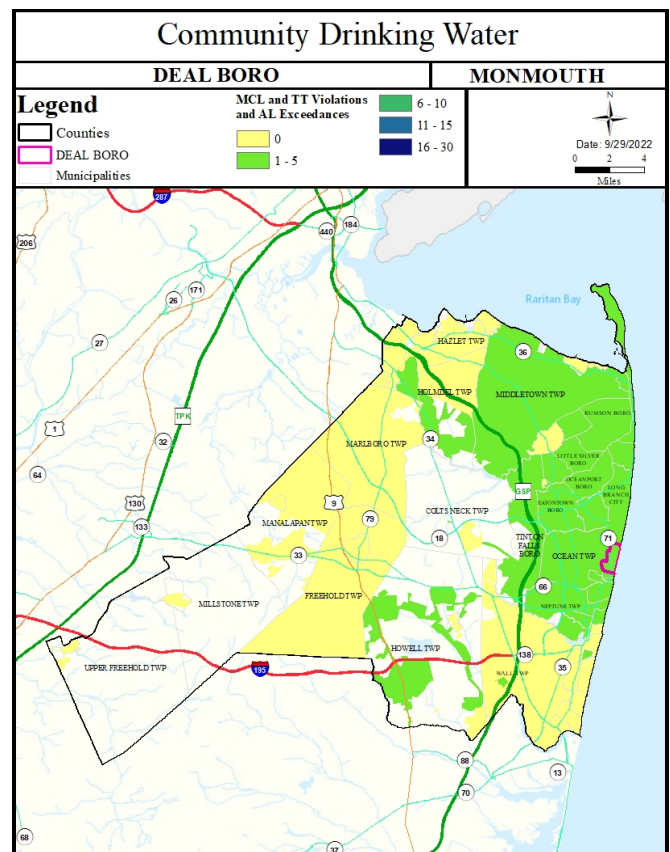 Community Drinking Water
DEAL BORO
MONMOUTH
Legend
Counties
DEAL BORO
Municipalities
MCL and TT Violations
and AL Exceedances
0
1 - 5
6 - 10
11 - 15
16 - 30
N
Date: 9/29/2022
0 2 4
Miles
287
206
440
184
171
26
27
Raritan Bay
HAZLET TWP
36
HOLMDEL TWP
MIDDLETOWN TWP
RUMSON BORO
TPK
1
32
34
MARLBORO TWP
LITTLE SILVER
BORO
OCEANPORT
BORO
LONG
BRANCH
CITY
64
GSP
EATONTOWN
BORO
130
9
79
COLTS NECK TWP
133
MANALAPAN TWP
18
TINTON
FALLS
BORO
71
33
OCEAN TWP
66
MILLSTONE TWP
FREEHOLD TWP
NEPTUNE TWP
HOWELL TWP
138
35
UPPER FREEHOLD TWP
195
WALL TWP
88
13
70
68
37